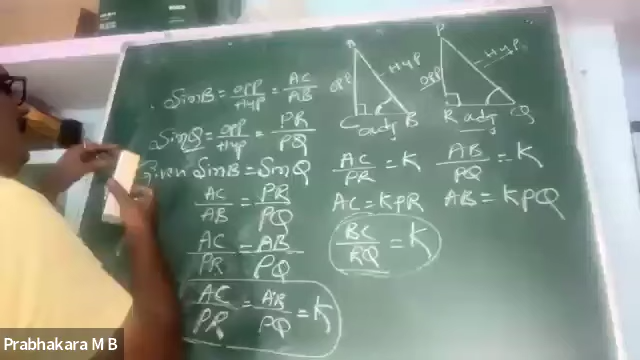 SinB = opp/Hyp = AC/AB
SinQ = opp/Hyp = PR/PQ
Given SinB = SinQ
AC/AB = PR/PQ
AC/PR = AB/PQ
AC/PR = AB/PQ = K
A
opp
Hyp
C adj B
P
opp
Hyp
R adj Q
AC/PR = K
AB/PQ = K
AC = KPR
AB = KPQ
BC/RQ = K
Prabhakara M B